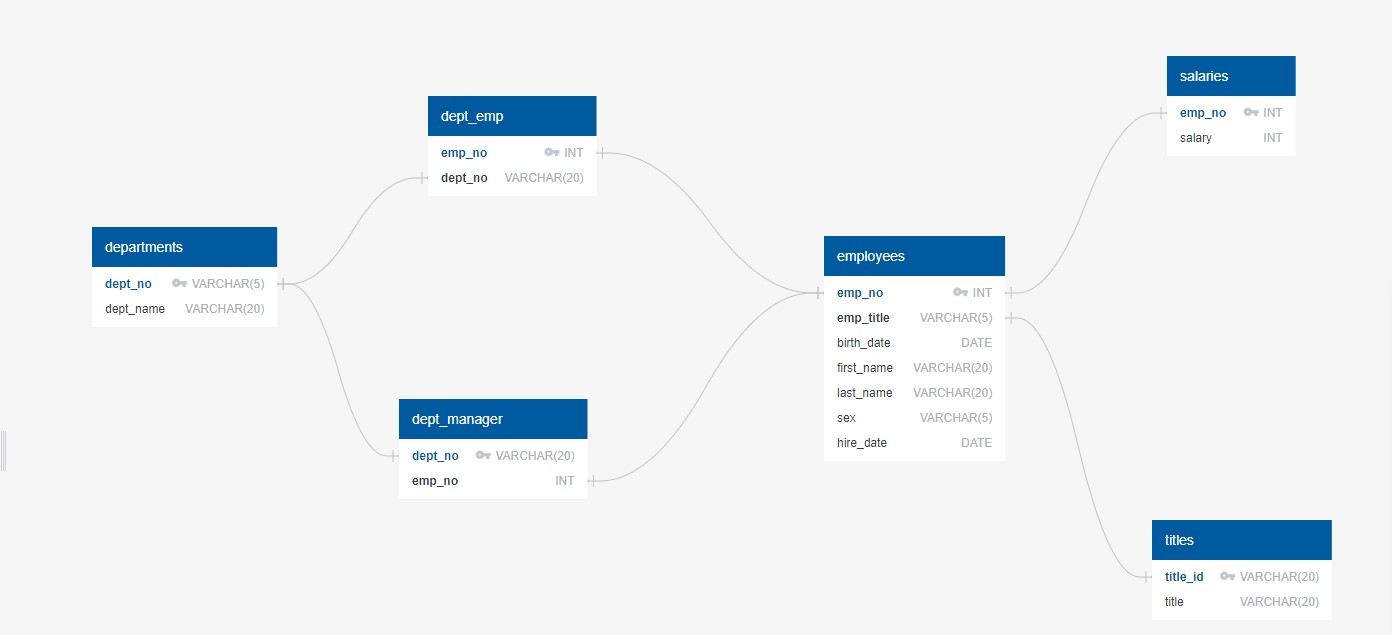 departments
dept_no VARCHAR(5)
dept_name VARCHAR(20)
dept_emp
emp_no INT
dept_no VARCHAR(20)
dept_manager
dept_no VARCHAR(20)
emp_no INT
employees
emp_no INT
emp_title VARCHAR(5)
birth_date DATE
first_name VARCHAR(20)
last_name VARCHAR(20)
sex VARCHAR(5)
hire_date DATE
salaries
emp_no INT
salary INT
titles
title_id VARCHAR(20)
title VARCHAR(20)